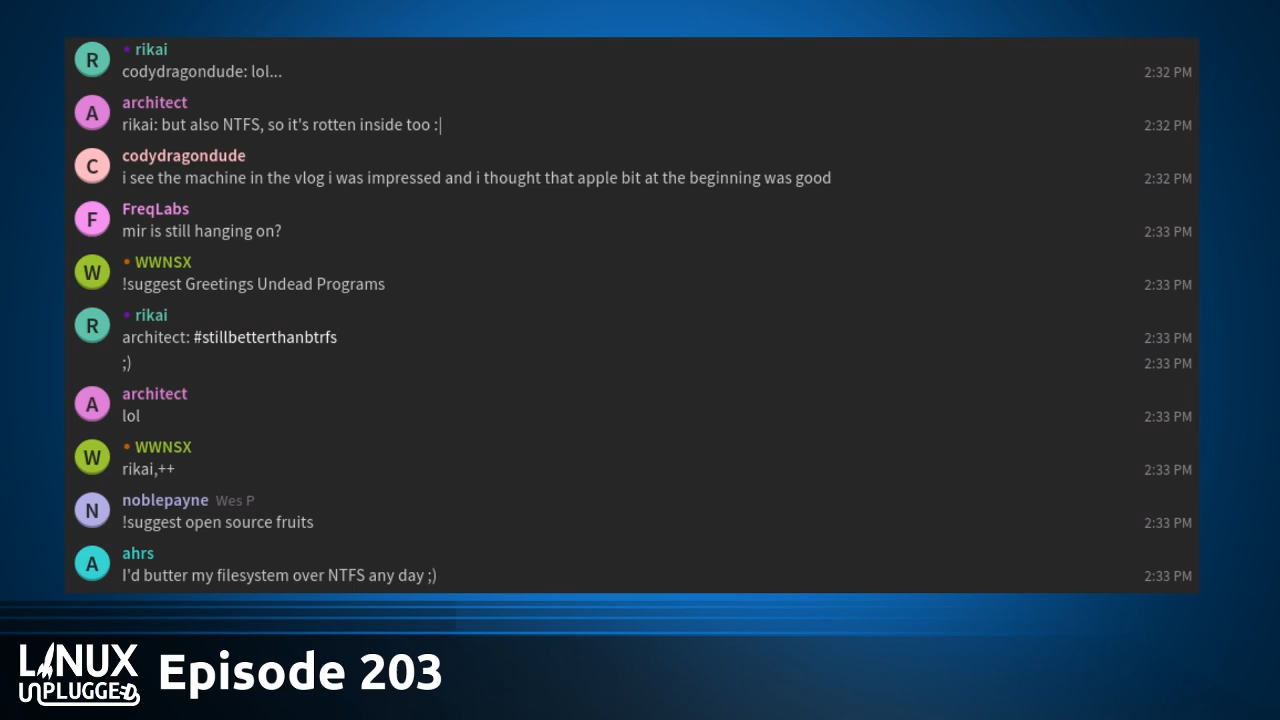 R
• rikai
codydragondude: lol...
2:32 PM
A
architect
rikai: but also NTFS, so it's rotten inside too :|
2:32 PM
C
codydragondude
i see the machine in the vlog i was impressed and i thought that apple bit at the beginning was good
2:32 PM
F
FreqLabs
mir is still hanging on?
2:33 PM
W
• WWNSX
!suggest Greetings Undead Programs
2:33 PM
R
• rikai
architect: #stillbetterthanbtrfs
2:33 PM
;)
2:33 PM
A
architect
lol
2:33 PM
W
• WWNSX
rikai,++
2:33 PM
N
noblepayne Wes P
!suggest open source fruits
2:33 PM
A
ahrs
I'd butter my filesystem over NTFS any day ;)
2:33 PM
LINUX
UNPLUGGED
Episode 203